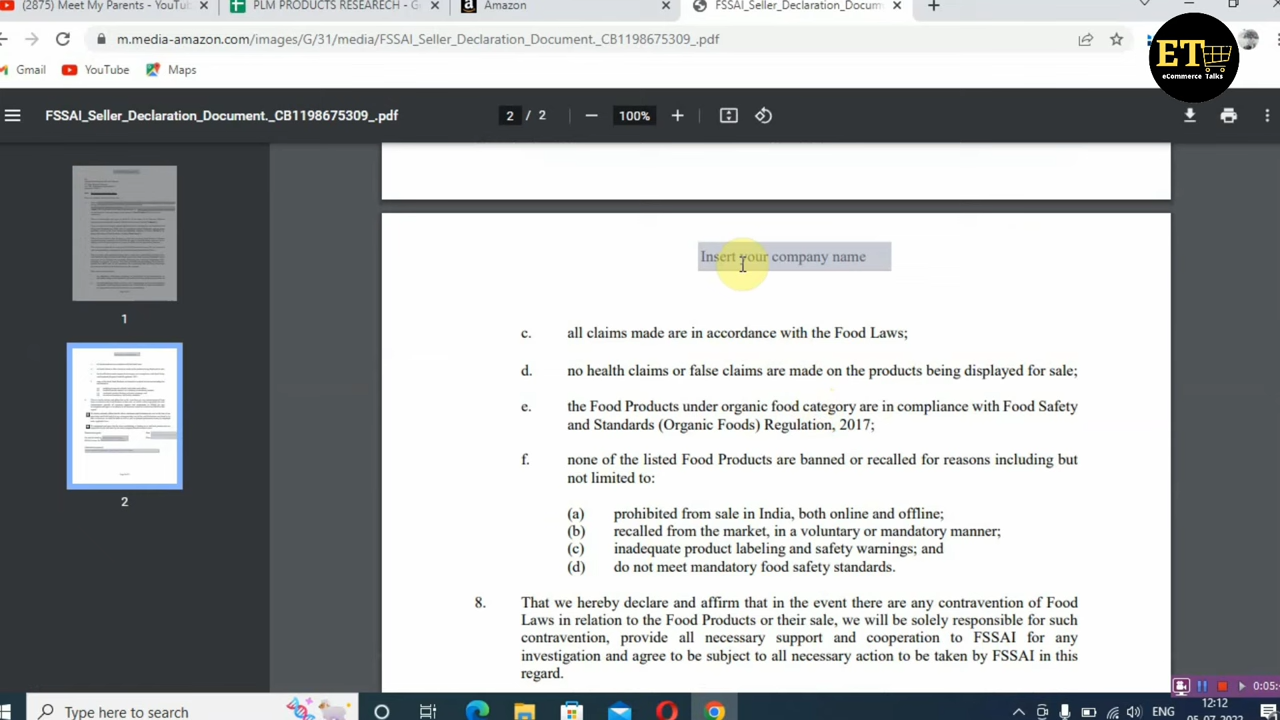 (2875) Meet My Parents - YouTu
PLM PRODUCTS RESEARECH - G
Amazon
FSSAI_Seller_Declaration_Docum
m.media-amazon.com/images/G/31/media/FSSAI_Seller_Declaration_Document._CB1198675309_.pdf
Gmail
YouTube
Maps
ET
eCommerce Talks
FSSAI_Seller_Declaration_Document._CB1198675309_.pdf
2 / 2
100%
1
2
Insert your company name
c. all claims made are in accordance with the Food Laws;
d. no health claims or false claims are made on the products being displayed for sale;
e. the Food Products under organic food category are in compliance with Food Safety
and Standards (Organic Foods) Regulation, 2017;
f. none of the listed Food Products are banned or recalled for reasons including but
not limited to:
(a) prohibited from sale in India, both online and offline;
(b) recalled from the market, in a voluntary or mandatory manner;
(c) inadequate product labeling and safety warnings; and
(d) do not meet mandatory food safety standards.
8. That we hereby declare and affirm that in the event there are any contravention of Food
Laws in relation to the Food Products or their sale, we will be solely responsible for such
contravention, provide all necessary support and cooperation to FSSAI for any
investigation and agree to be subject to all necessary action to be taken by FSSAI in this
regard.
0:05:
Type here to search
ENG
12:12
05-07-2022